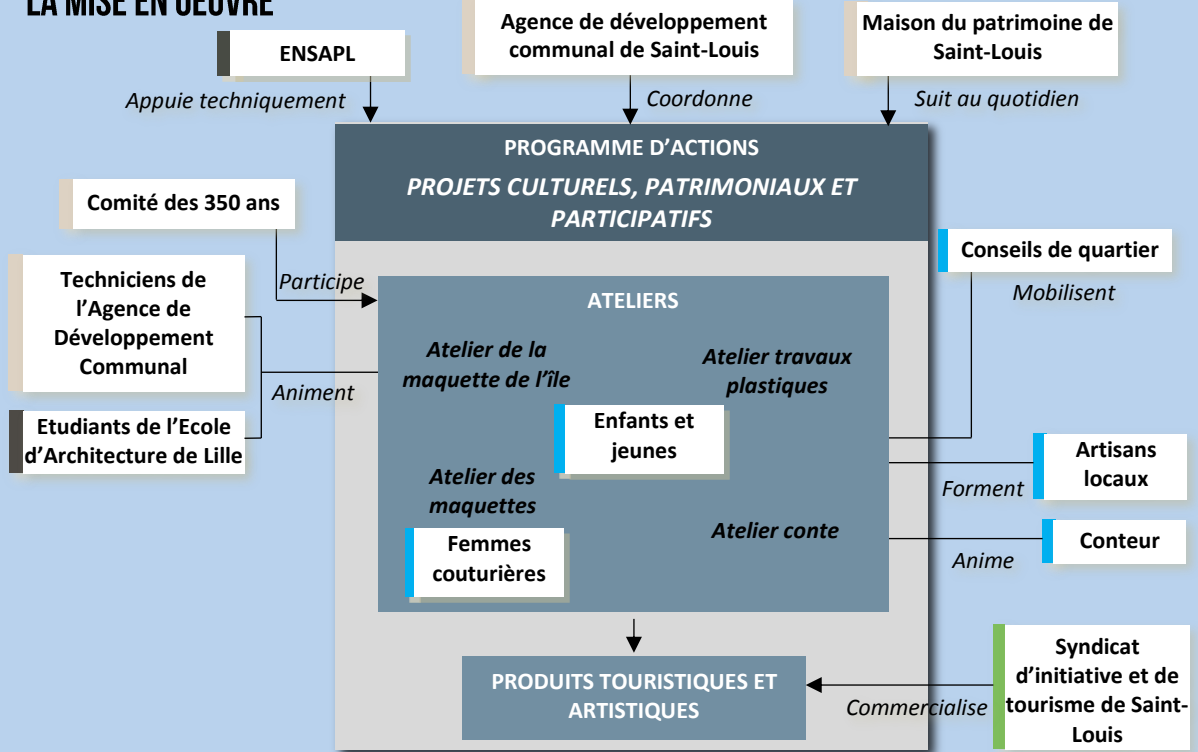 LA MISE EN OEUVRE
ENSAPL
Appuie techniquement
Agence de développement
communal de Saint-Louis
Coordonne
Maison du patrimoine de
Saint-Louis
Suit au quotidien
PROGRAMME D'ACTIONS
PROJETS CULTURELS, PATRIMONIAUX ET
PARTICIPATIFS
Comité des 350 ans
Participe
Techniciens de
l'Agence de
Développement
Communal
Animent
Etudiants de l'Ecole
d'Architecture de Lille
ATELIERS
Atelier de la
maquette de l'île
Atelier travaux
plastiques
Enfants et
jeunes
Atelier des
maquettes
Femmes
couturières
Atelier conte
Conseils de quartier
Mobilisent
Artisans
locaux
Forment
Conteur
Anime
PRODUITS TOURISTIQUES ET
ARTISTIQUES
Commercialise
Syndicat
d'initiative et de
tourisme de Saint-
Louis